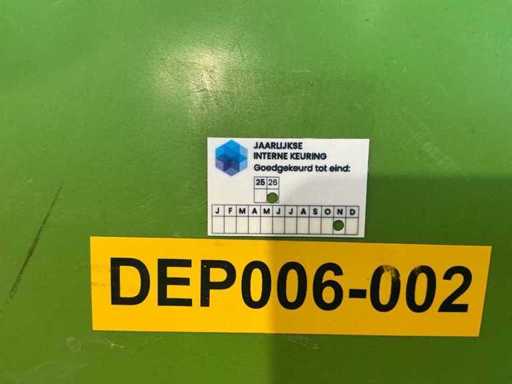 JAARLIJKSE
INTERNE KEURING
Goedgekeurd tot eind:
25 26
J F M A M J J A S O N D
DEP006-002